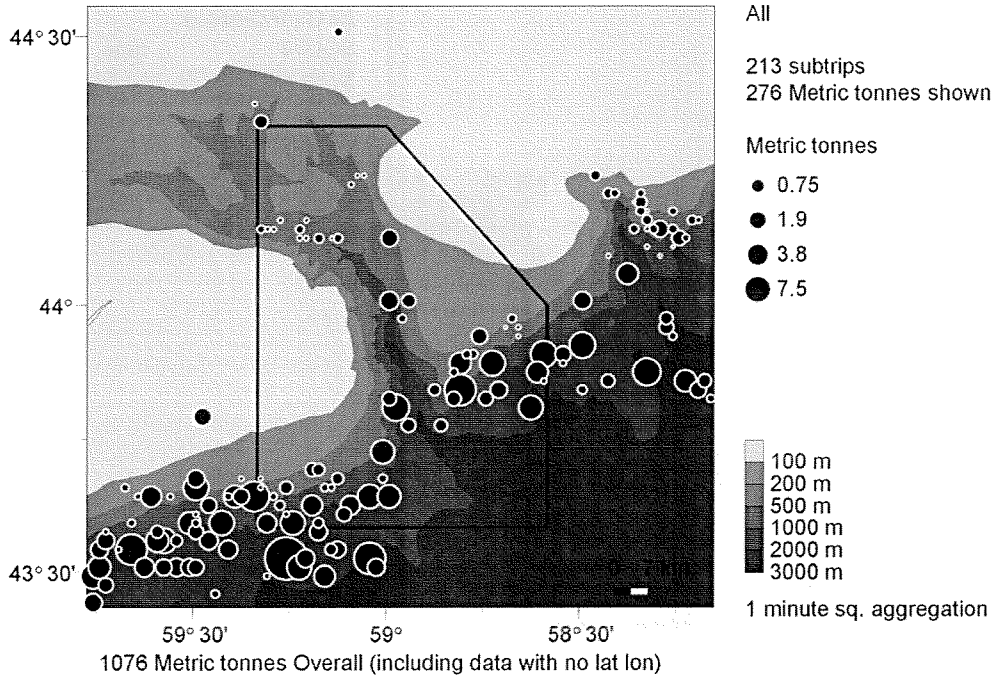 All
213 subtrips
276 Metric tonnes shown
Metric tonnes
0.75
1.9
3.8
7.5
44° 30'
44°
43° 30'
100 m
200 m
500 m
1000 m
2000 m
3000 m
1 minute sq. aggregation
59° 30'
59°
58° 30'
1076 Metric tonnes Overall (including data with no lat lon)